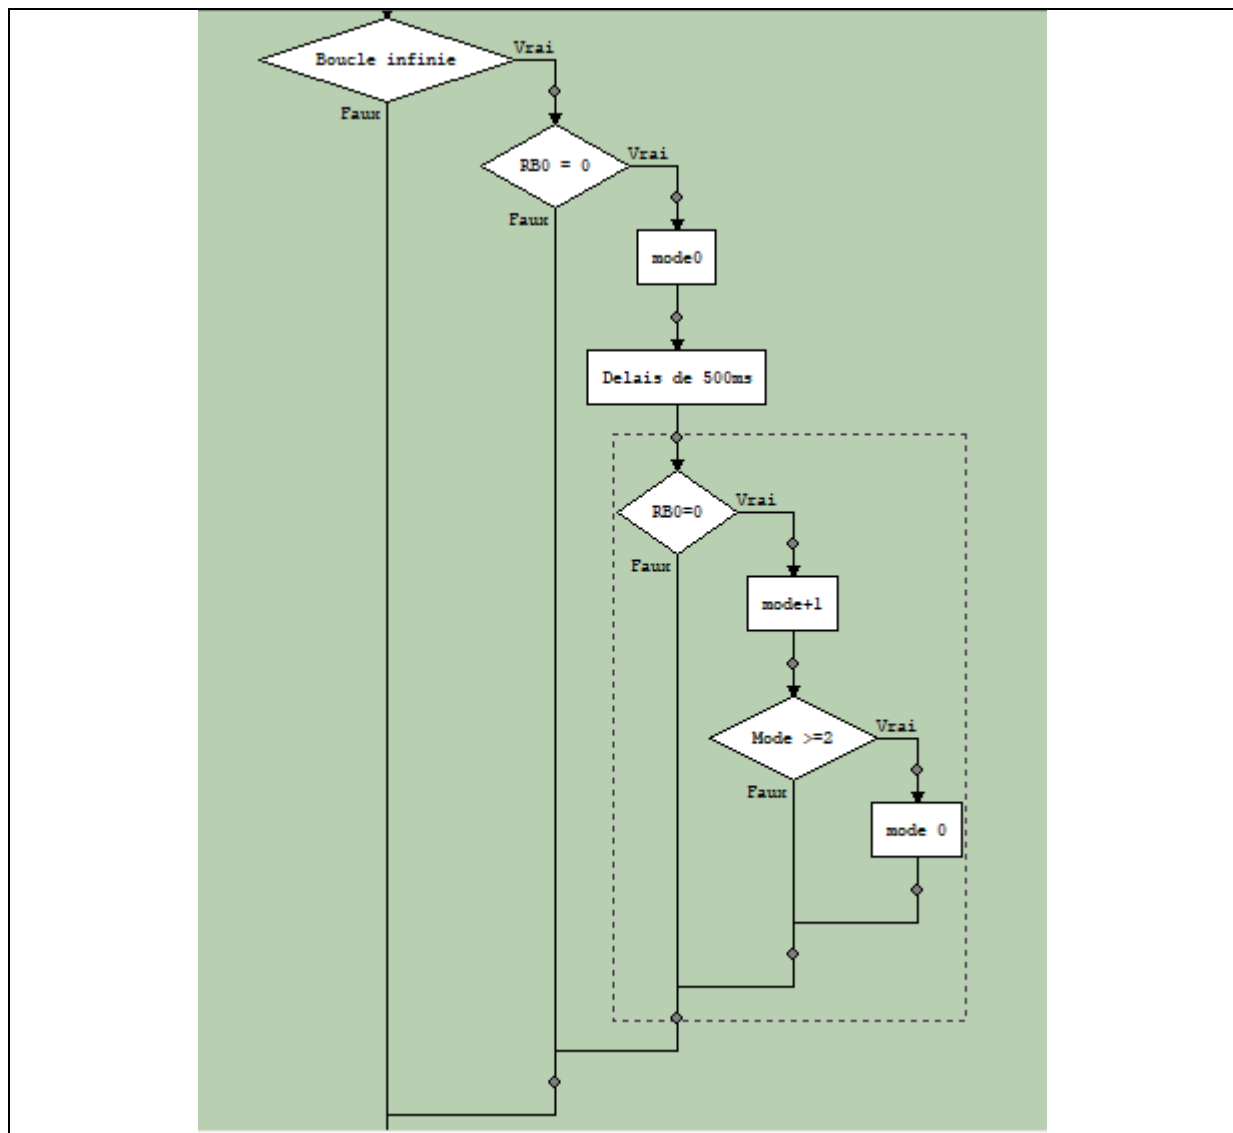 Vrai
Boucle infinie
Faux
Vrai
RB0 = 0
Faux
mode0
Delais de 500ms
Vrai
RB0=0
Faux
mode+1
Vrai
Mode >=2
Faux
mode 0